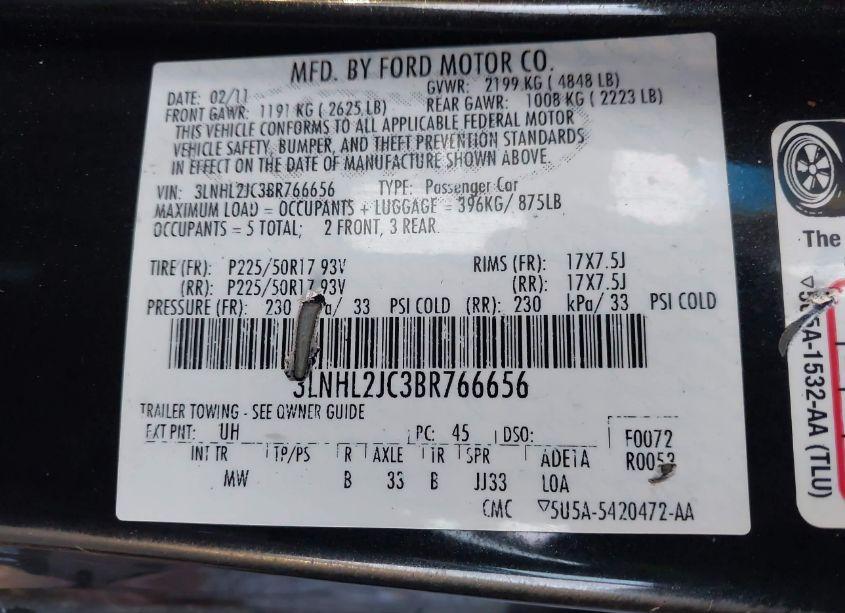 MFD. BY FORD MOTOR CO.
DATE: 02/11 GVWR: 2199 KG ( 4848 LB)
FRONT GAWR: 1191 KG ( 2625 LB) REAR GAWR: 1008 KG ( 2223 LB)
THIS VEHICLE CONFORMS TO ALL APPLICABLE FEDERAL MOTOR
VEHICLE SAFETY, BUMPER, AND THEFT PREVENTION STANDARDS
IN EFFECT ON THE DATE OF MANUFACTURE SHOWN ABOVE.
VIN: 3LNHL2JC3BR766656 TYPE: Passenger Car
MAXIMUM LOAD = OCCUPANTS + LUGGAGE = 396KG/ 875LB
OCCUPANTS = 5 TOTAL; 2 FRONT, 3 REAR.
TIRE (FR): P225/50R17 93V RIMS (FR): 17X7.5J
(RR): P225/50R17 93V (RR): 17X7.5J
PRESSURE (FR): 230 / 33 PSI COLD (RR): 230 kPa/ 33 PSI COLD
3LNHL2JC3BR766656
TRAILER TOWING - SEE OWNER GUIDE
EXT PNT: UH PC: 45 DSO: F0072
INT TR TP/PS R AXLE TR SPR ADE1A
MW B 33 B JJ33 LOA
CMC ▽5U5A-5420472-AA
The
▽5U5A-1532-AA (TLU)